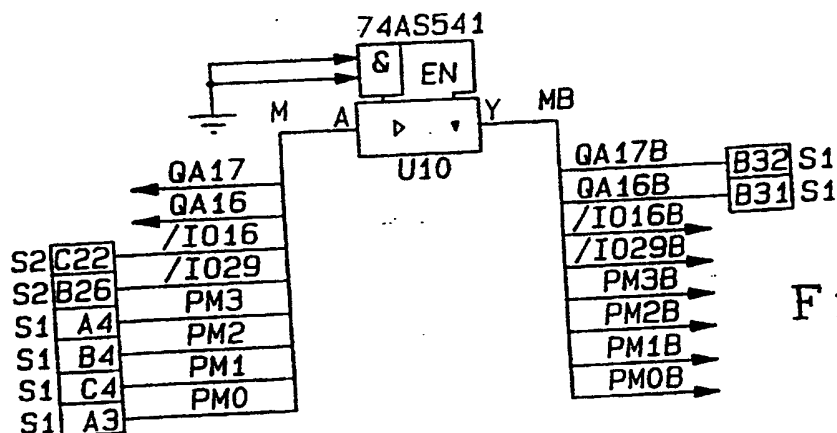 74AS541
& EN
M A Y MB
U10
QA17
QA16
/IO16
/IO29
PM3
PM2
PM1
PM0
S2 C22
S2 B26
S1 A4
S1 B4
S1 C4
S1 A3
QA17B
QA16B
/IO16B
/IO29B
PM3B
PM2B
PM1B
PM0B
B32 S1
B31 S1
F